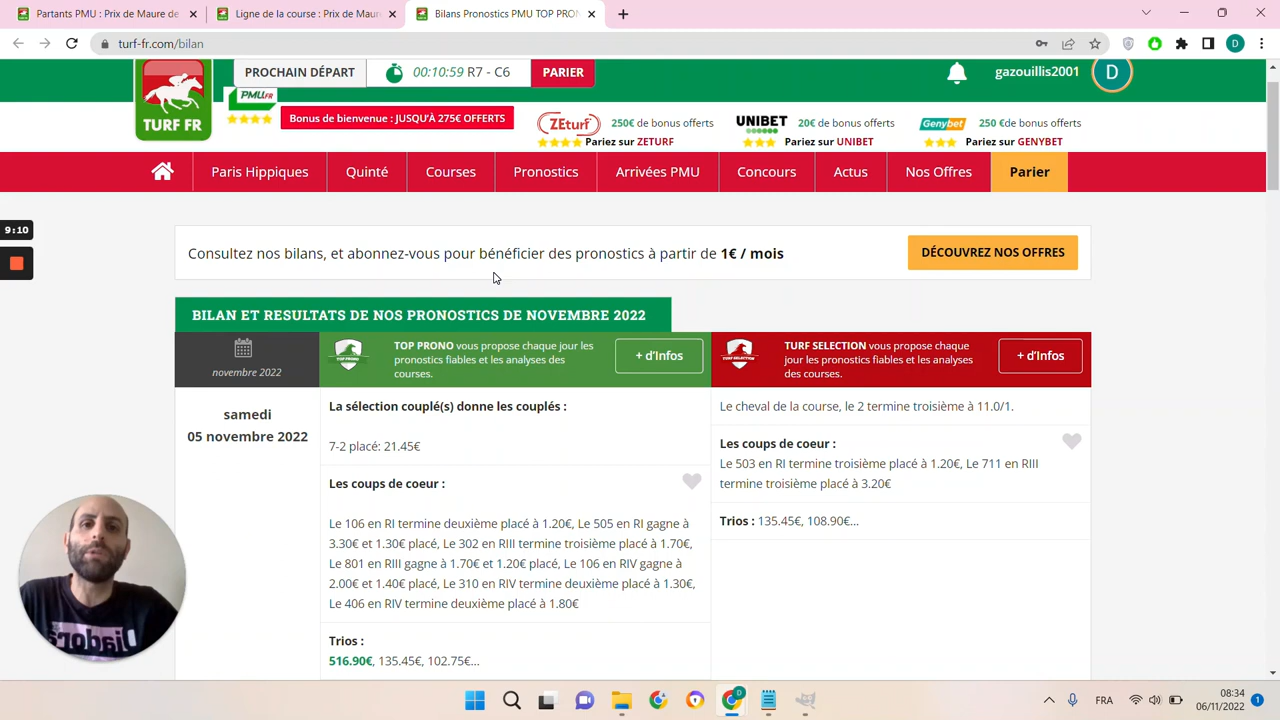 Partants PMU : Prix de Maure de
Ligne de la course : Prix de Maur
Bilans Pronostics PMU TOP PRON
turf-fr.com/bilan
D
TURF FR
PROCHAIN DÉPART
00:10:59 R7 - C6
PARIER
gazouillis2001
D
PMU.FR
Bonus de bienvenue : JUSQU'À 275€ OFFERTS
ZEturf
250€ de bonus offerts
Pariez sur ZETURF
UNIBET
20€ de bonus offerts
Pariez sur UNIBET
Genybet
250 € de bonus offerts
Pariez sur GENYBET
Paris Hippiques
Quinté
Courses
Pronostics
Arrivées PMU
Concours
Actus
Nos Offres
Parier
9:10
Consultez nos bilans, et abonnez-vous pour bénéficier des pronostics à partir de 1€ / mois
DÉCOUVREZ NOS OFFRES
BILAN ET RESULTATS DE NOS PRONOSTICS DE NOVEMBRE 2022
novembre 2022
TOP PRONO
TOP PRONO vous propose chaque jour les
pronostics fiables et les analyses des
courses.
+ d'Infos
TURF SELECTION
TURF SELECTION vous propose chaque
jour les pronostics fiables et les analyses
des courses.
+ d'Infos
samedi
05 novembre 2022
La sélection couplé(s) donne les couplés :
7-2 placé: 21.45€
Les coups de coeur :
Le 106 en RI termine deuxième placé à 1.20€, Le 505 en RI gagne à
3.30€ et 1.30€ placé, Le 302 en RIII termine troisième placé à 1.70€,
Le 801 en RIII gagne à 1.70€ et 1.20€ placé, Le 106 en RIV gagne à
2.00€ et 1.40€ placé, Le 310 en RIV termine deuxième placé à 1.30€,
Le 406 en RIV termine deuxième placé à 1.80€
Trios :
516.90€, 135.45€, 102.75€...
Le cheval de la course, le 2 termine troisième à 11.0/1.
Les coups de coeur :
Le 503 en RI termine troisième placé à 1.20€, Le 711 en RIII
termine troisième placé à 3.20€
Trios : 135.45€, 108.90€...
Diadora
FRA
08:34
06/11/2022
1